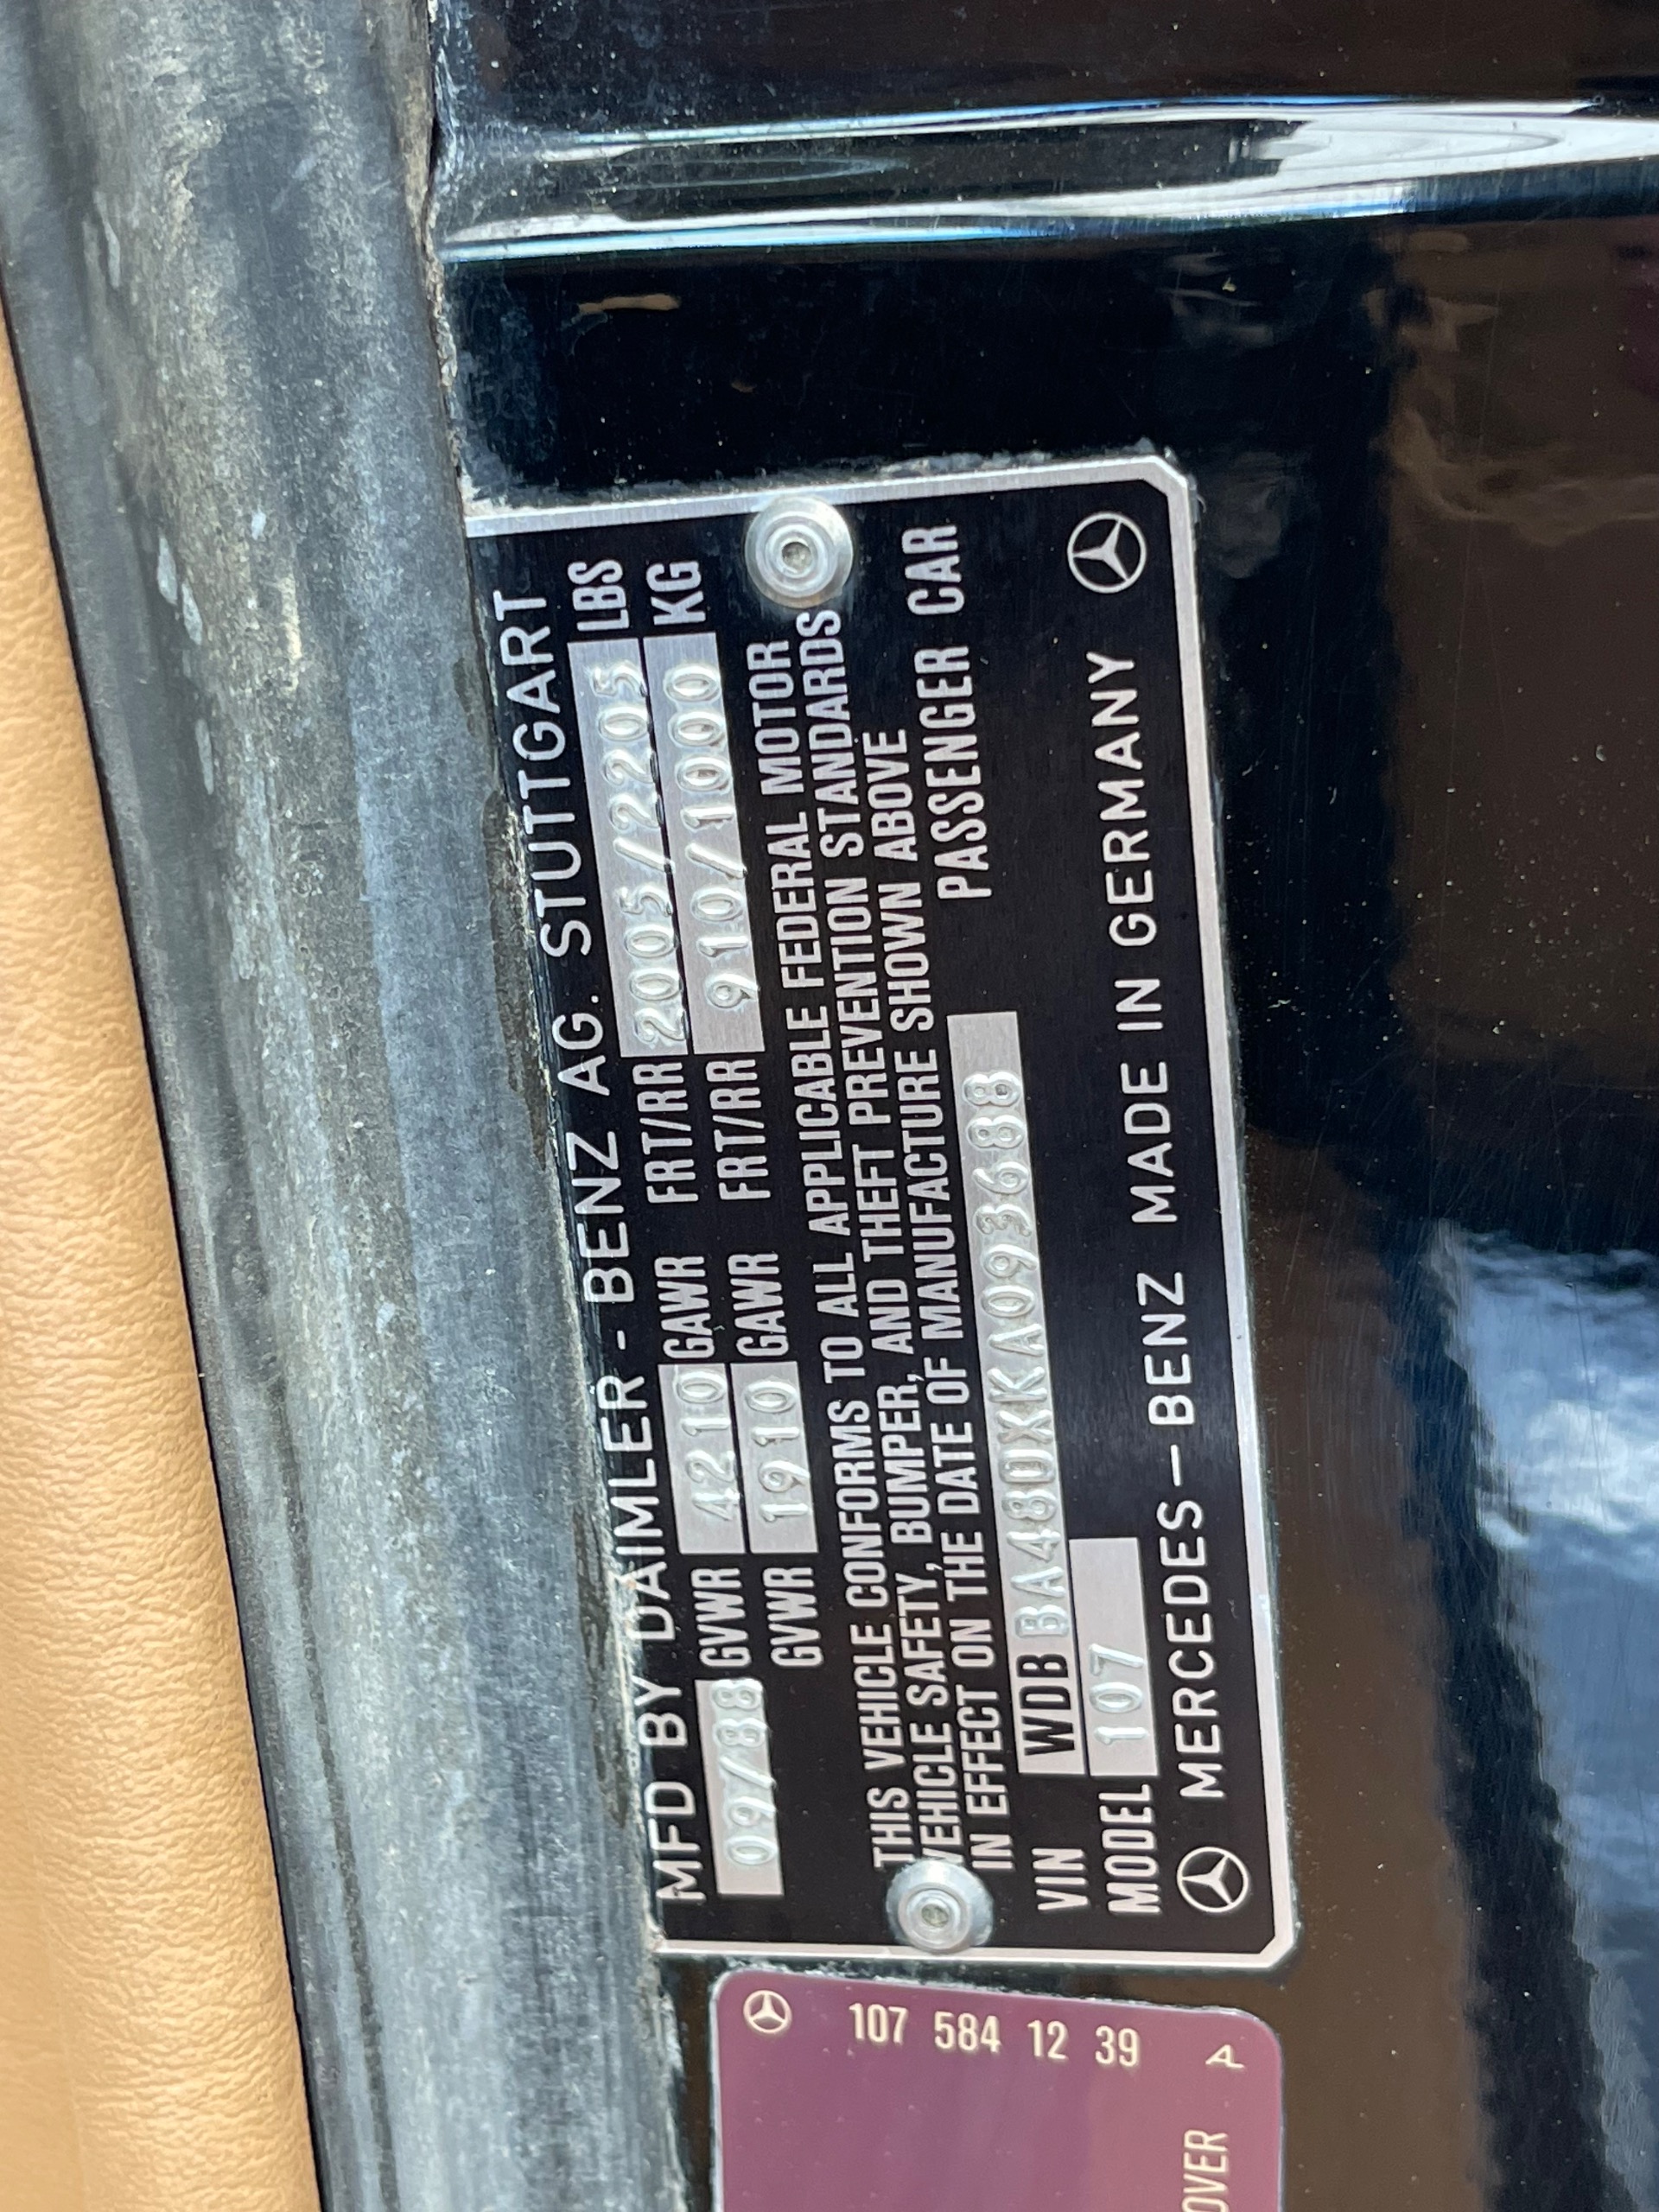 MFD BY DAIMLER - BENZ AG. STUTTGART
09/88 GVWR 4210 GAWR FRT/RR 2005/2205 LBS
GVWR 1910 GAWR FRT/RR 910/1000 KG
THIS VEHICLE CONFORMS TO ALL APPLICABLE FEDERAL MOTOR
VEHICLE SAFETY, BUMPER, AND THEFT PREVENTION STANDARDS
IN EFFECT ON THE DATE OF MANUFACTURE SHOWN ABOVE
VIN WDB BA48DXKA093688 PASSENGER CAR
MODEL 107
MERCEDES-BENZ MADE IN GERMANY
107 584 12 39 A